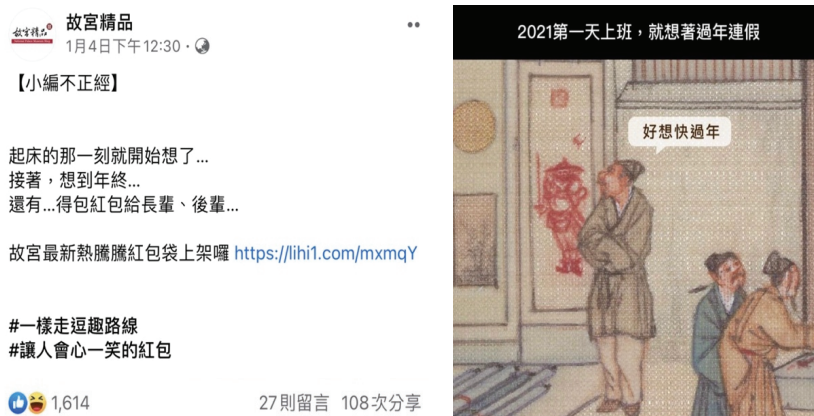 故宮精品
故宮精品
1月4日下午12:30
【小編不正經】
起床的那一刻就開始想了...
接著,想到年終...
還有...得包紅包給長輩、後輩...
故宮最新熱騰騰紅包袋上架囉 https://lihi1.com/mxmqY
#一樣走逗趣路線
#讓人會心一笑的紅包
1,614
27則留言 108次分享
2021第一天上班,就想著過年連假
好想快過年